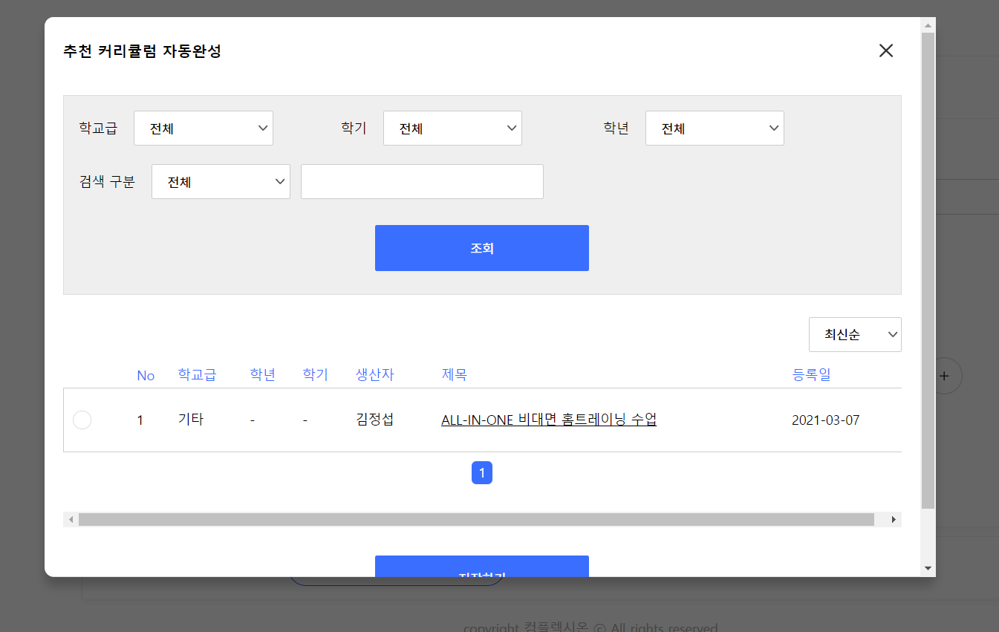 추천 커리큘럼 자동완성
학교급 전체 학기 전체 학년 전체
검색 구분 전체
조회
최신순
No 학교급 학년 학기 생산자 제목 등록일
1 기타 - - 김정섭 ALL-IN-ONE 비대면 홈트레이닝 수업 2021-03-07
1
copyright 컴플렉시온 ⓒ All rights reserved